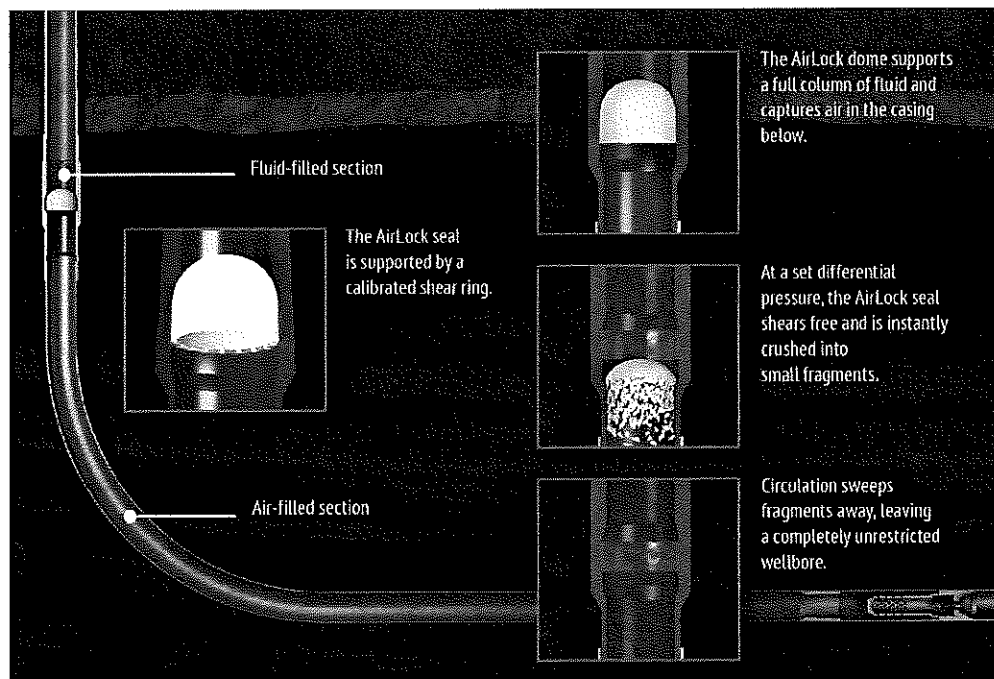 The AirLock dome supports
a full column of fluid and
captures air in the casing
below.
Fluid-filled section
The AirLock seal
is supported by a
calibrated shear ring.
At a set differential
pressure, the AirLock seal
shears free and is instantly
crushed into
small fragments.
Air-filled section
Circulation sweeps
fragments away, leaving
a completely unrestricted
wellbore.